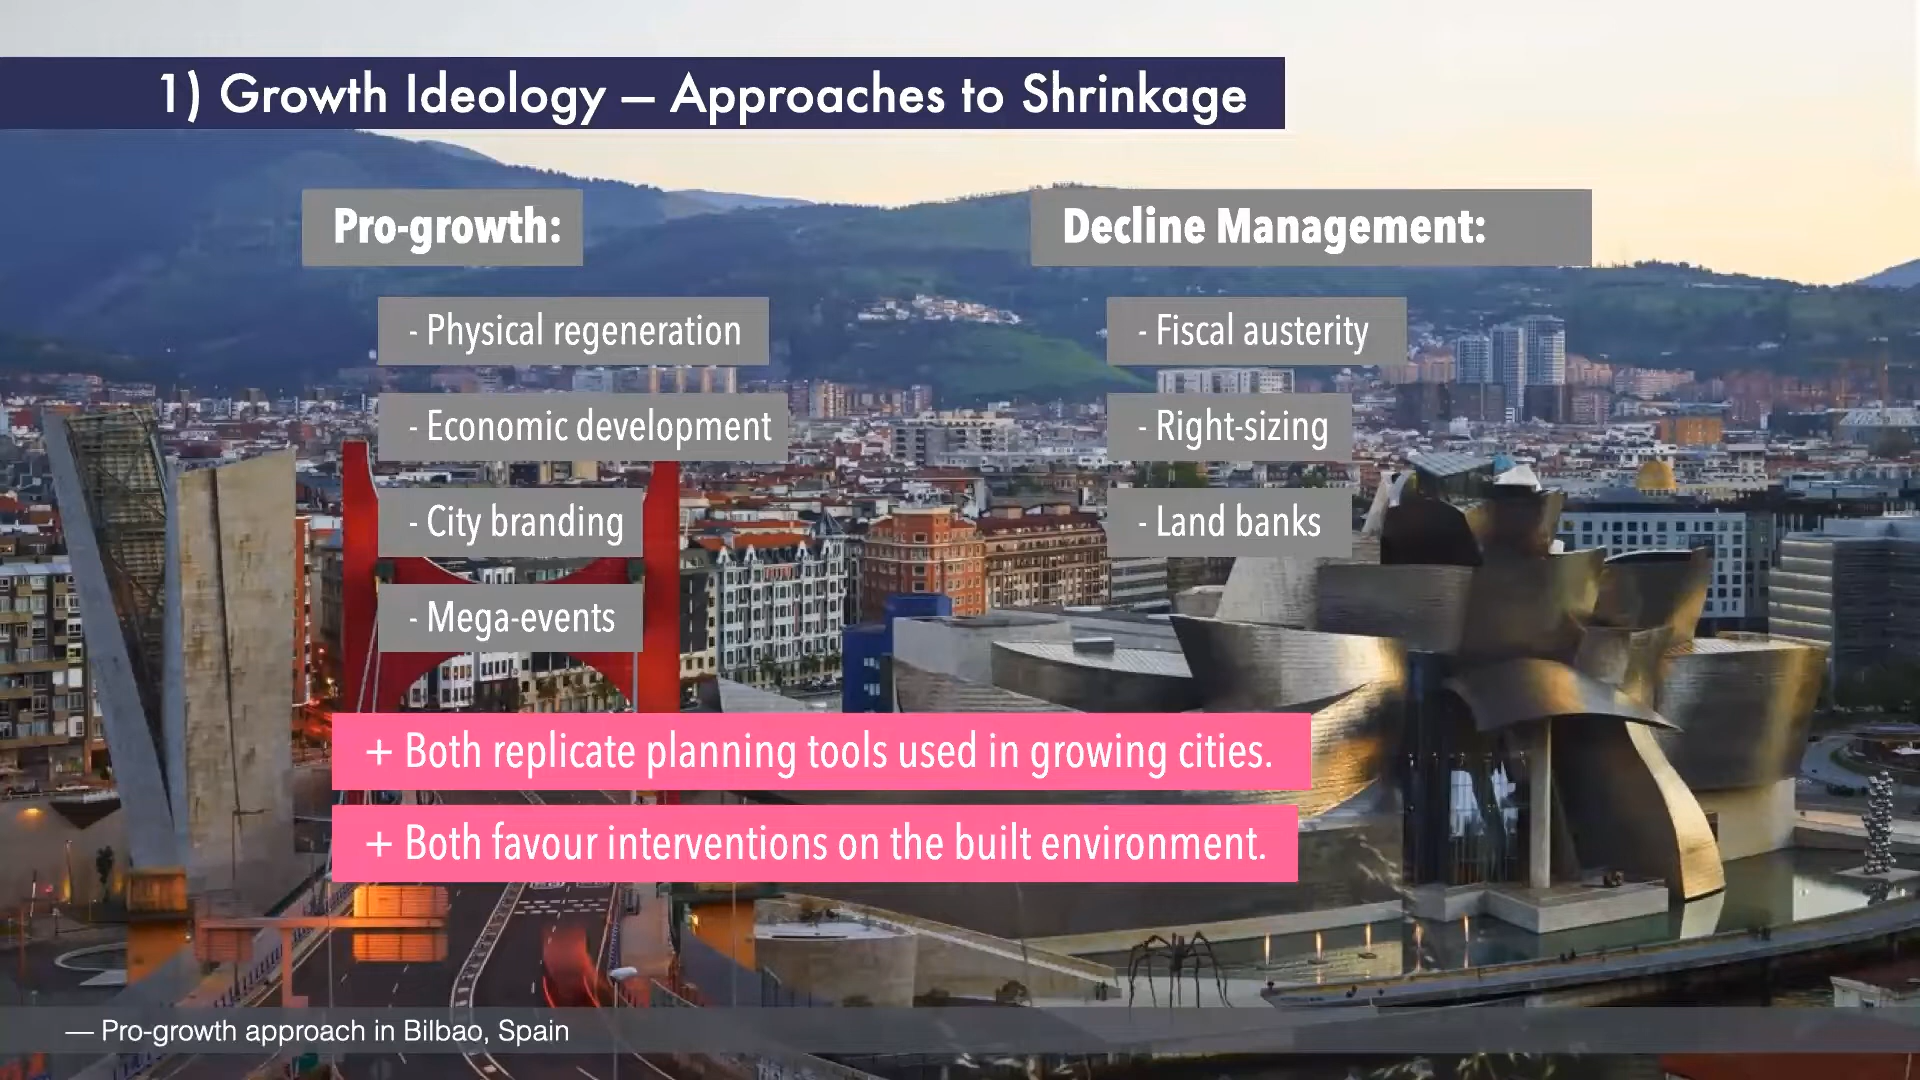 1) Growth Ideology — Approaches to Shrinkage
Pro-growth:
- Physical regeneration
- Economic development
- City branding
- Mega-events
Decline Management:
- Fiscal austerity
- Right-sizing
- Land banks
+ Both replicate planning tools used in growing cities.
+ Both favour interventions on the built environment.
— Pro-growth approach in Bilbao, Spain